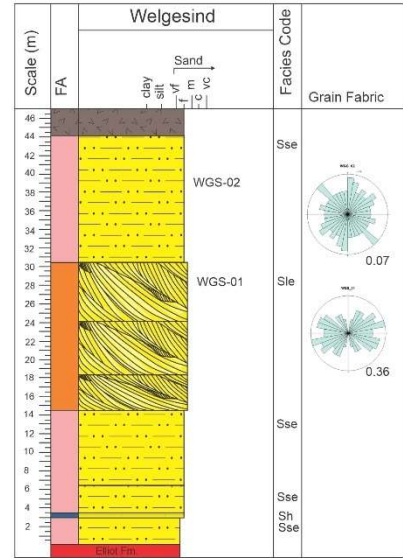 Welgesind
Scale (m)
FA
clay
silt
vf
f
m
c
vc
Sand
Facies Code
Grain Fabric
46
44
42
40
38
36
34
32
30
28
26
24
22
20
18
16
14
12
10
8
6
4
2
WGS-02
WGS-01
Sse
Sle
Sse
Sse
Sh
Sse
0.07
0.36
Elliot Fm.